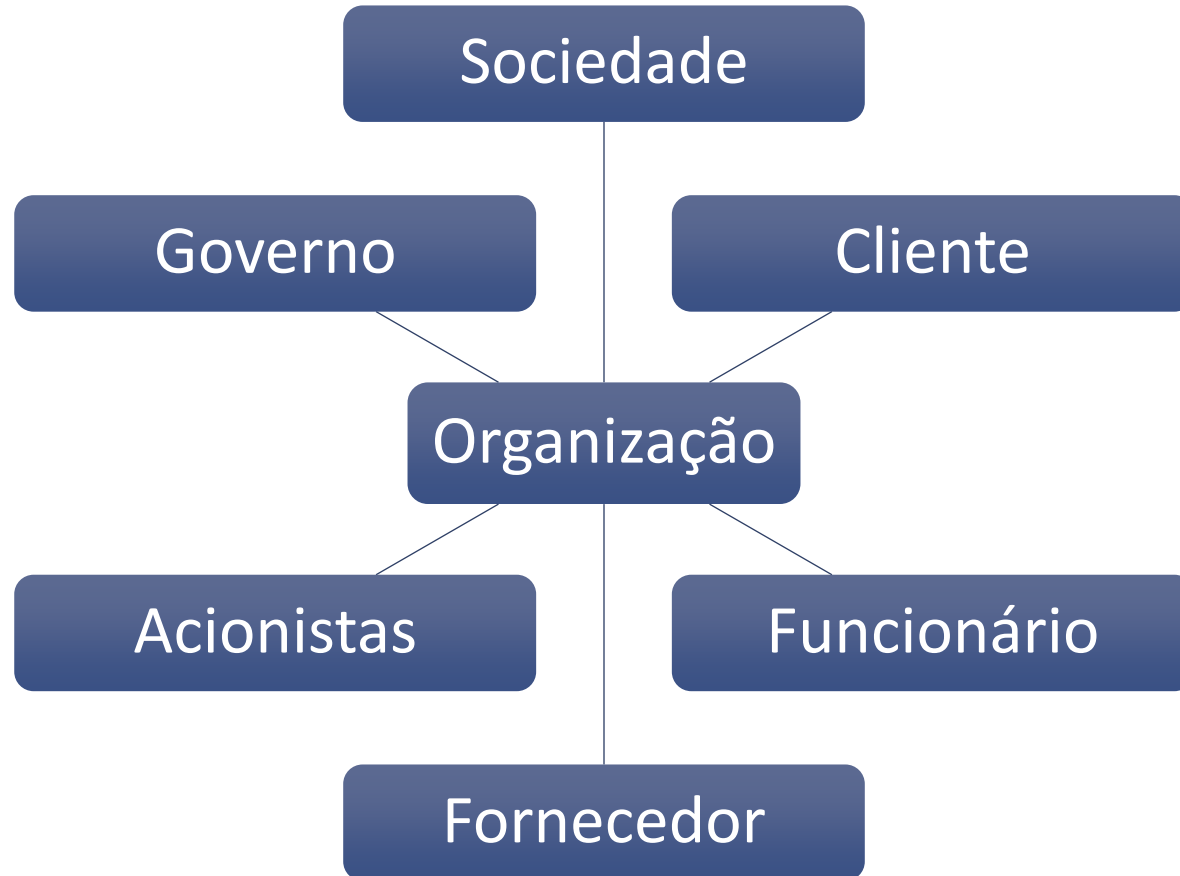 Sociedade
Governo
Cliente
Organização
Acionistas
Funcionário
Fornecedor